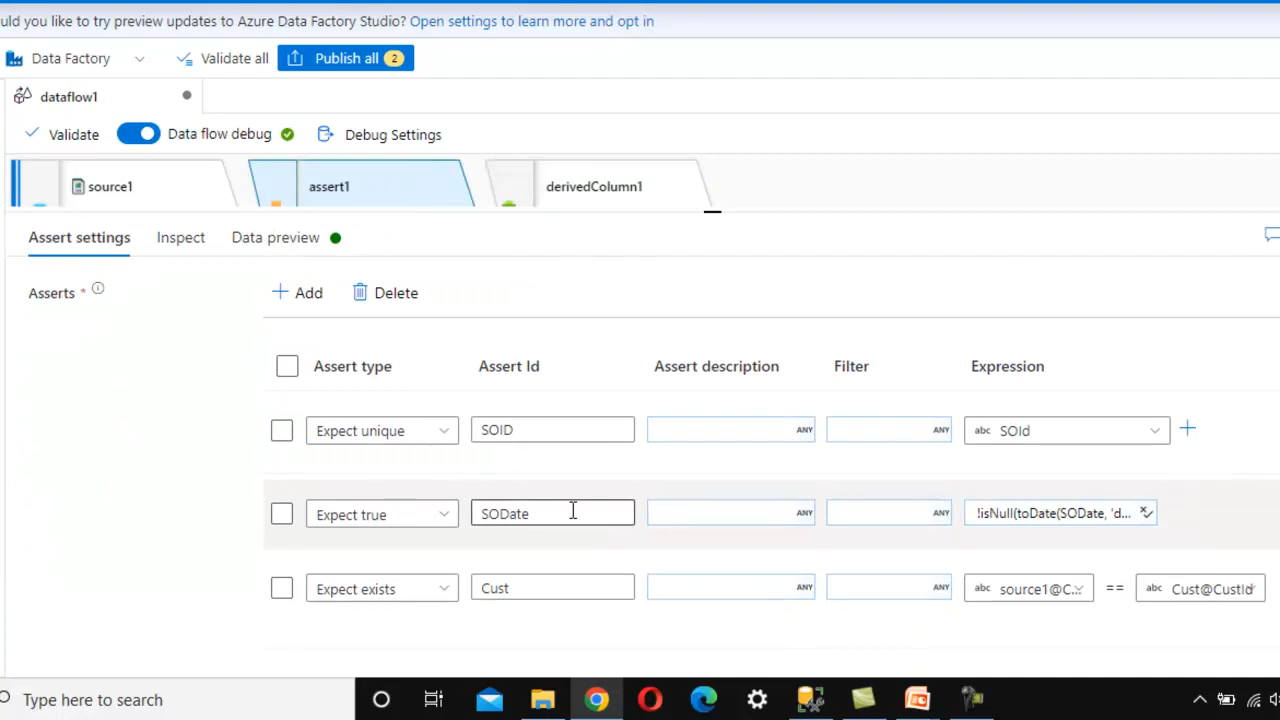 uld you like to try preview updates to Azure Data Factory Studio? Open settings to learn more and opt in
Data Factory Validate all Publish all 2
dataflow1
Validate Data flow debug Debug Settings
source1 assert1 derivedColumn1
Assert settings Inspect Data preview
Asserts * Add Delete
Assert type Assert Id Assert description Filter Expression
Expect unique SOID ANY ANY abc SOId
Expect true SODate ANY ANY !isNull(toDate(SODate, 'd...
Expect exists Cust ANY ANY abc source1@C... == abc Cust@CustId
Type here to search